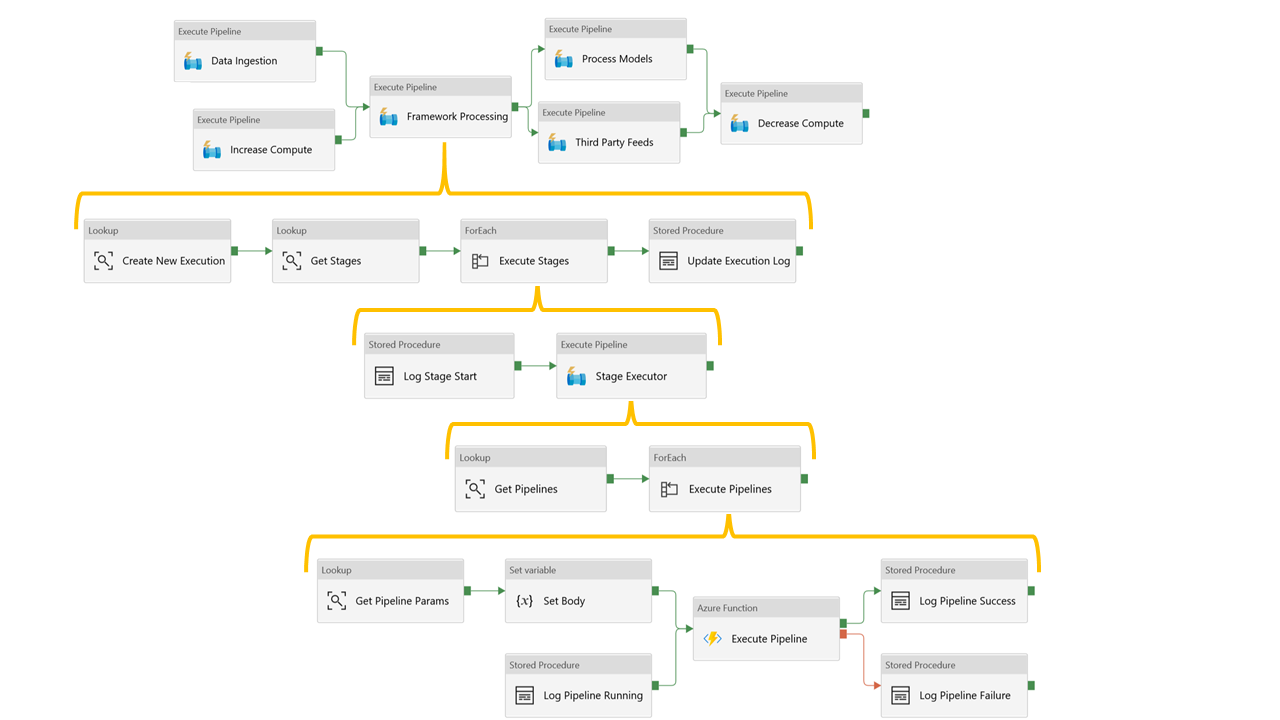 Execute Pipeline
Data Ingestion
Execute Pipeline
Increase Compute
Execute Pipeline
Framework Processing
Execute Pipeline
Process Models
Execute Pipeline
Third Party Feeds
Execute Pipeline
Decrease Compute
Lookup
Create New Execution
Lookup
Get Stages
ForEach
Execute Stages
Stored Procedure
Update Execution Log
Stored Procedure
Log Stage Start
Execute Pipeline
Stage Executor
Lookup
Get Pipelines
ForEach
Execute Pipelines
Lookup
Get Pipeline Params
Set variable
{x} Set Body
Stored Procedure
Log Pipeline Running
Azure Function
Execute Pipeline
Stored Procedure
Log Pipeline Success
Stored Procedure
Log Pipeline Failure